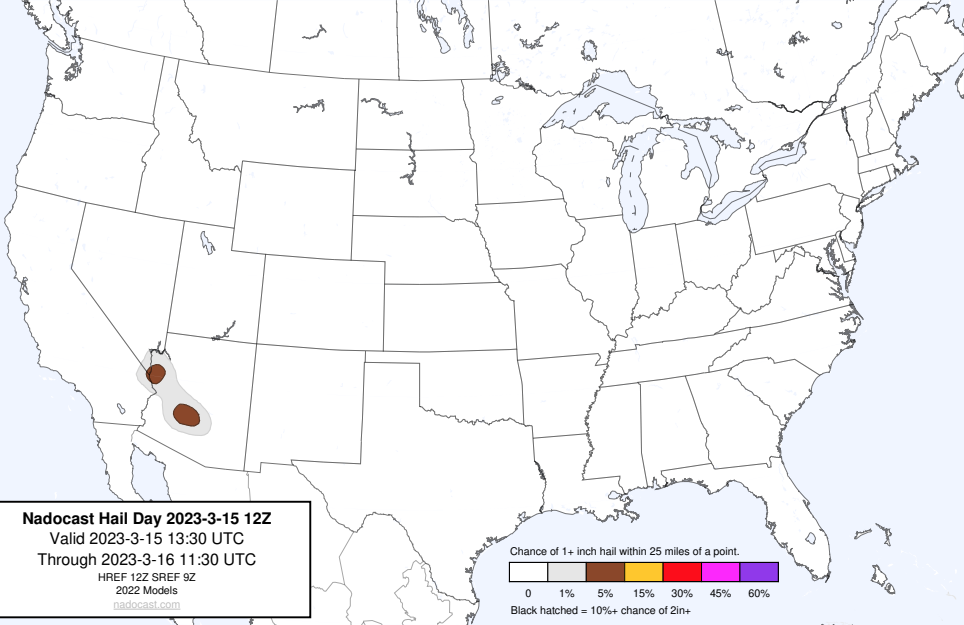 Nadocast Hail Day 2023-3-15 12Z
Valid 2023-3-15 13:30 UTC
Through 2023-3-16 11:30 UTC
HREF 12Z SREF 9Z
2022 Models
nadocast.com
Chance of 1+ inch hail within 25 miles of a point.
0 1% 5% 15% 30% 45% 60%
Black hatched = 10%+ chance of 2in+